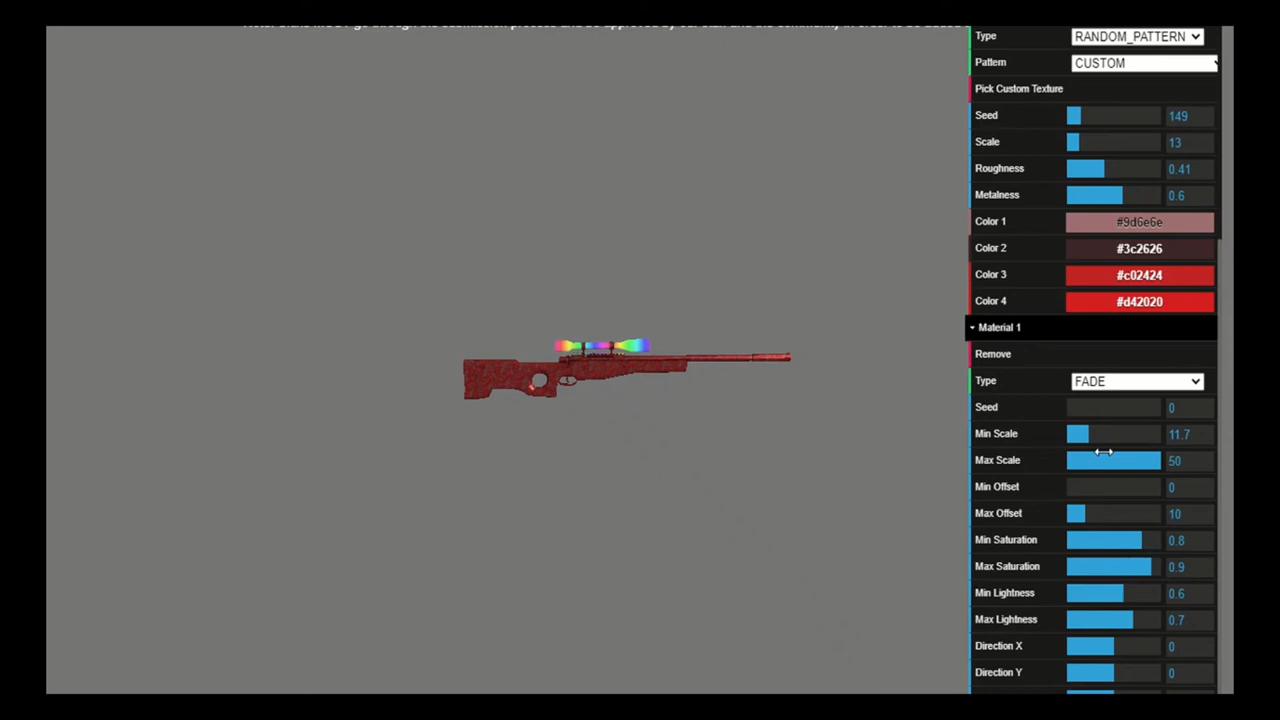 Type RANDOM_PATTERN
Pattern CUSTOM
Pick Custom Texture
Seed 149
Scale 13
Roughness 0.41
Metalness 0.6
Color 1 #9d6e6e
Color 2 #3c2626
Color 3 #c02424
Color 4 #d42020
Material 1
Remove
Type FADE
Seed 0
Min Scale 11.7
Max Scale 50
Min Offset 0
Max Offset 10
Min Saturation 0.8
Max Saturation 0.9
Min Lightness 0.6
Max Lightness 0.7
Direction X 0
Direction Y 0